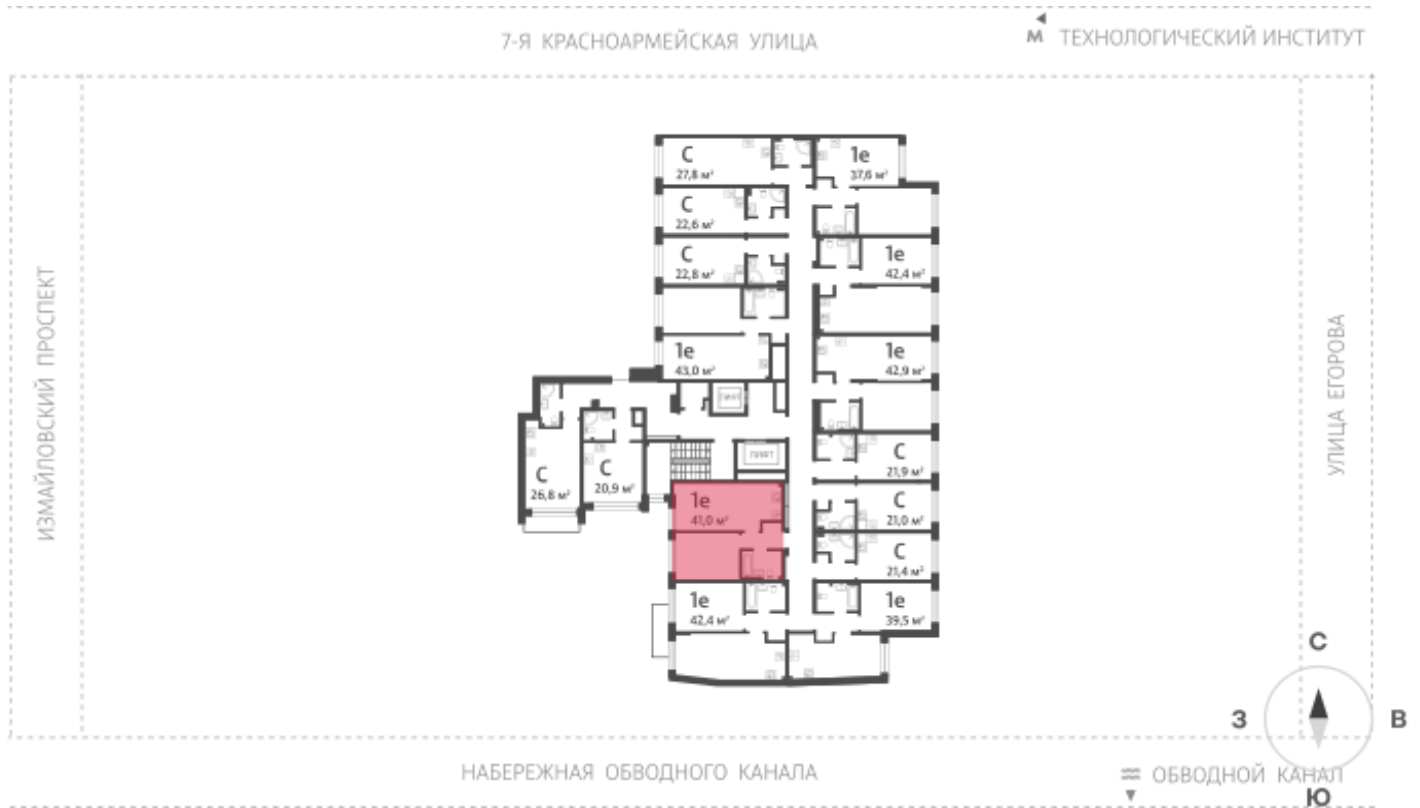 7-Я КРАСНОАРМЕЙСКАЯ УЛИЦА
М ТЕХНОЛОГИЧЕСКИЙ ИНСТИТУТ
ИЗМАЙЛОВСКИЙ ПРОСПЕКТ
С
27,8 м²
1е
37,6 м²
С
22,6 м²
С
22,8 м²
1е
42,4 м²
1е
43,0 м²
1е
42,9 м²
ЛИФТ
ЛИФТ
С
26,8 м²
С
20,9 м²
С
21,9 м²
1е
41,0 м²
С
21,0 м²
С
21,4 м²
1е
42,4 м²
1е
39,5 м²
УЛИЦА ЕГОРОВА
С
З
В
Ю
НАБЕРЕЖНАЯ ОБВОДНОГО КАНАЛА
ОБВОДНОЙ КАНАЛ